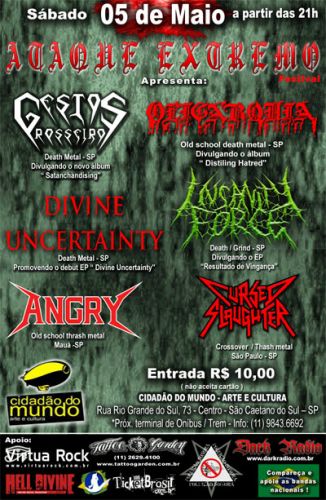 Sábado 05 de Maio a partir das 21h
ATAQUE EXTREMO
Festival
Apresenta:
GESTOS GROSSEIROS
Death Metal - SP
Divulgando o novo álbum
" Satanchandising"
OLIGARQUIA
Old school death metal - SP
Divulgando o álbum
" Distilling Hatred"
DIVINE
UNCERTAINTY
Death Metal - SP
Promovendo o debut EP " Divine Uncertainty"
INSANITY
FORCE
Death / Grind - SP
Divulgando o EP
"Resultado de Vingança"
ANGRY
Old school thrash metal
Mauá -SP
CURSED
SLAUGHTER
Crossover / Thash metal
São Paulo - SP
cidadão do
mundo
arte e cultura
Entrada R$ 10,00
( não aceita cartão )
CIDADÃO DO MUNDO - ARTE E CULTURA
Rua Rio Grande do Sul, 73 - Centro - São Caetano do Sul – SP
*Próx. terminal de Onibus / Trem - Info: (11) 9843.6692
Apoio:
Virtua Rock
www.virtuarock.com.br
Tattoo Garden
(11) 2629.4100
www.tattoogarden.com.br
Dark Radio
www.darkradio.com.br
HELL DIVINE
TicketBrasil
Compareça e
apóie as bandas
nacionais !